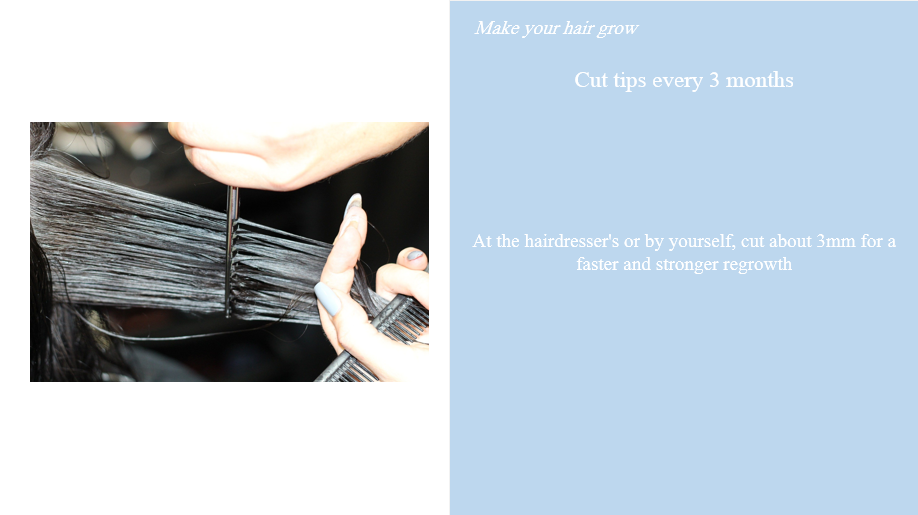 Make your hair grow
Cut tips every 3 months
At the hairdresser's or by yourself, cut about 3mm for a
faster and stronger regrowth